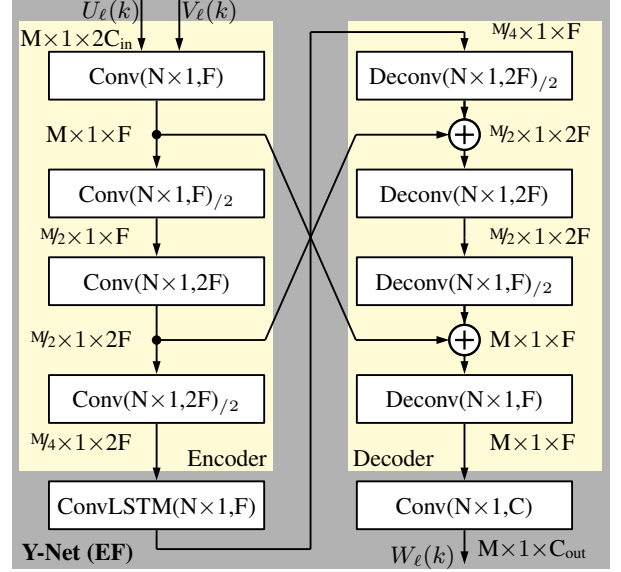 Uℓ(k) Vℓ(k)
M×1×2Cin
Conv(N×1,F)
M×1×F
Conv(N×1,F)/2
M/2×1×F
Conv(N×1,2F)
M/2×1×2F
Conv(N×1,2F)/2
M/4×1×2F
Encoder
ConvLSTM(N×1,F)
Y-Net (EF)
M/4×1×F
Deconv(N×1,2F)/2
+
M/2×1×2F
Deconv(N×1,2F)
M/2×1×2F
Deconv(N×1,F)/2
+
M×1×F
Deconv(N×1,F)
M×1×F
Decoder
Conv(N×1,C)
Wℓ(k)
M×1×Cout